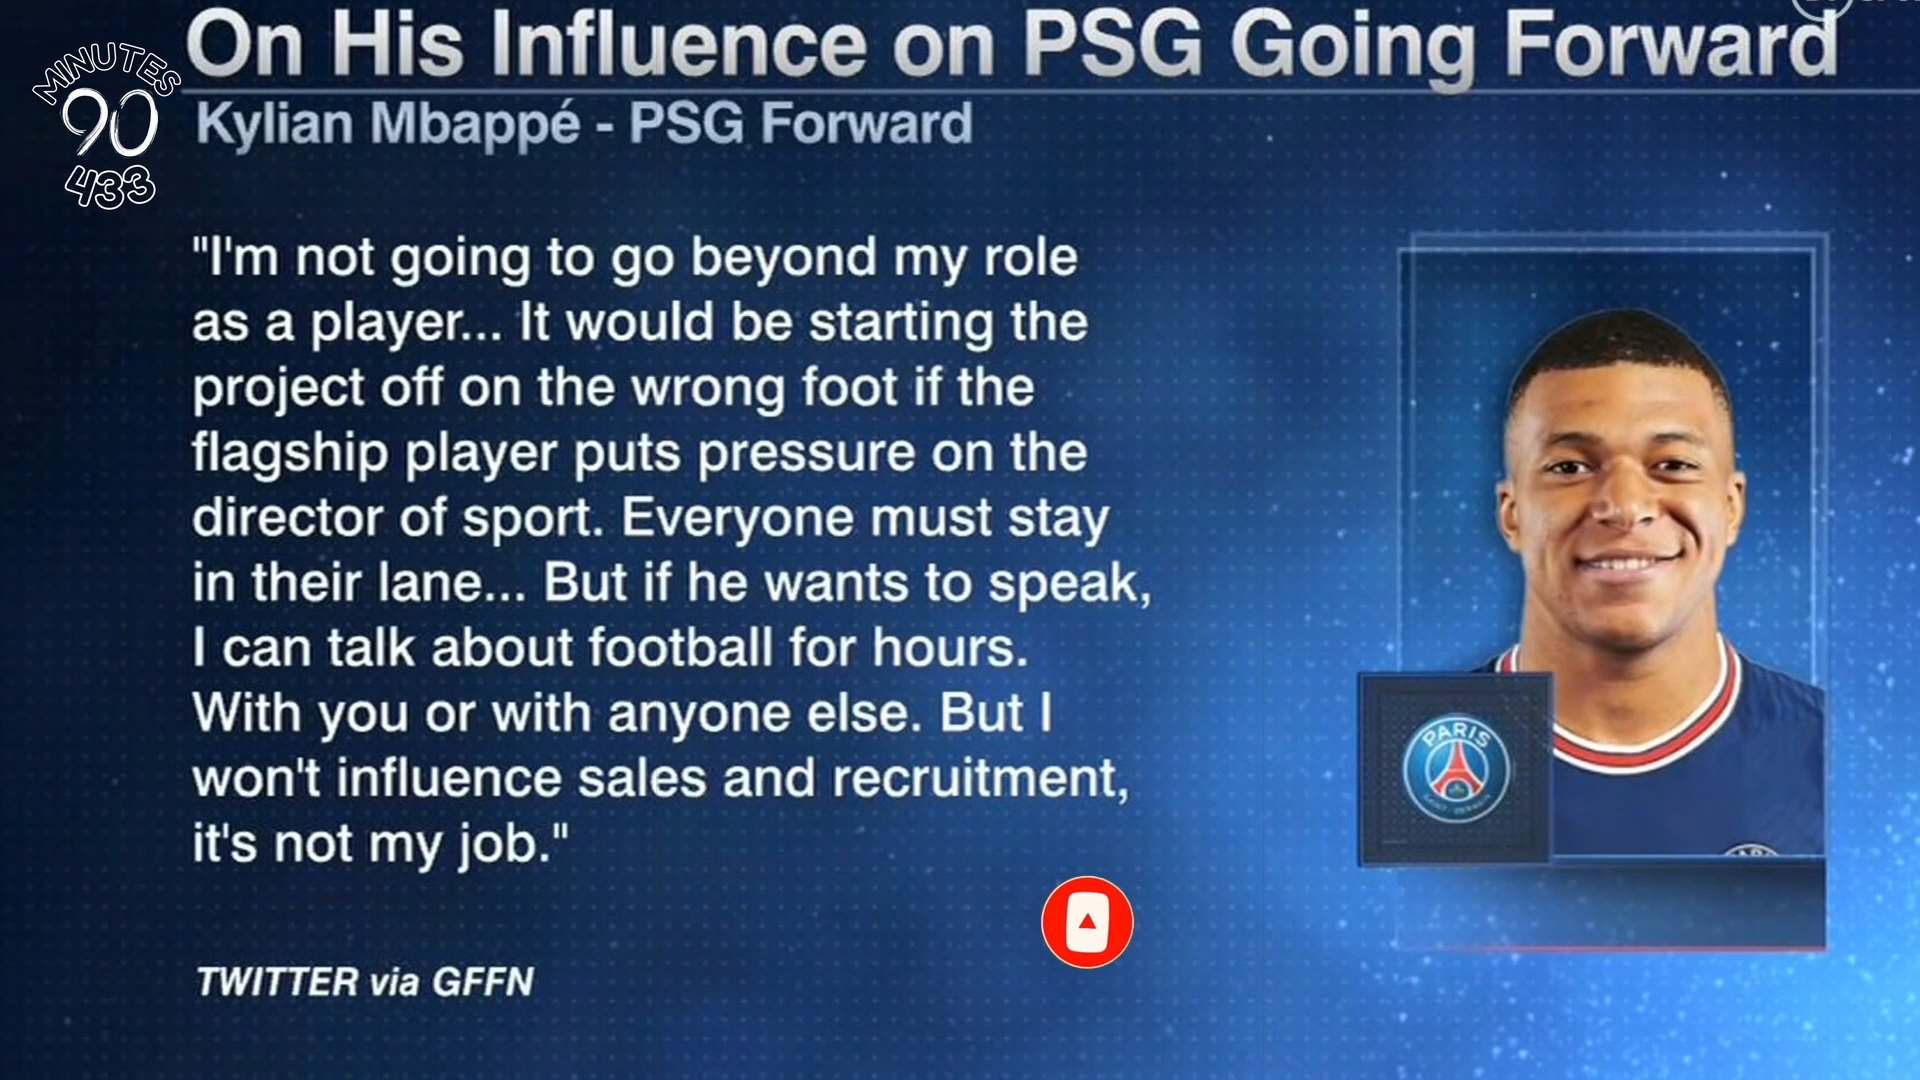 On His Influence on PSG Going Forward
MINUTES
90
433
Kylian Mbappé - PSG Forward
"I'm not going to go beyond my role
as a player... It would be starting the
project off on the wrong foot if the
flagship player puts pressure on the
director of sport. Everyone must stay
in their lane... But if he wants to speak,
I can talk about football for hours.
With you or with anyone else. But I
won't influence sales and recruitment,
it's not my job."
PARIS
SAINT-GERMAIN
TWITTER via GFFN